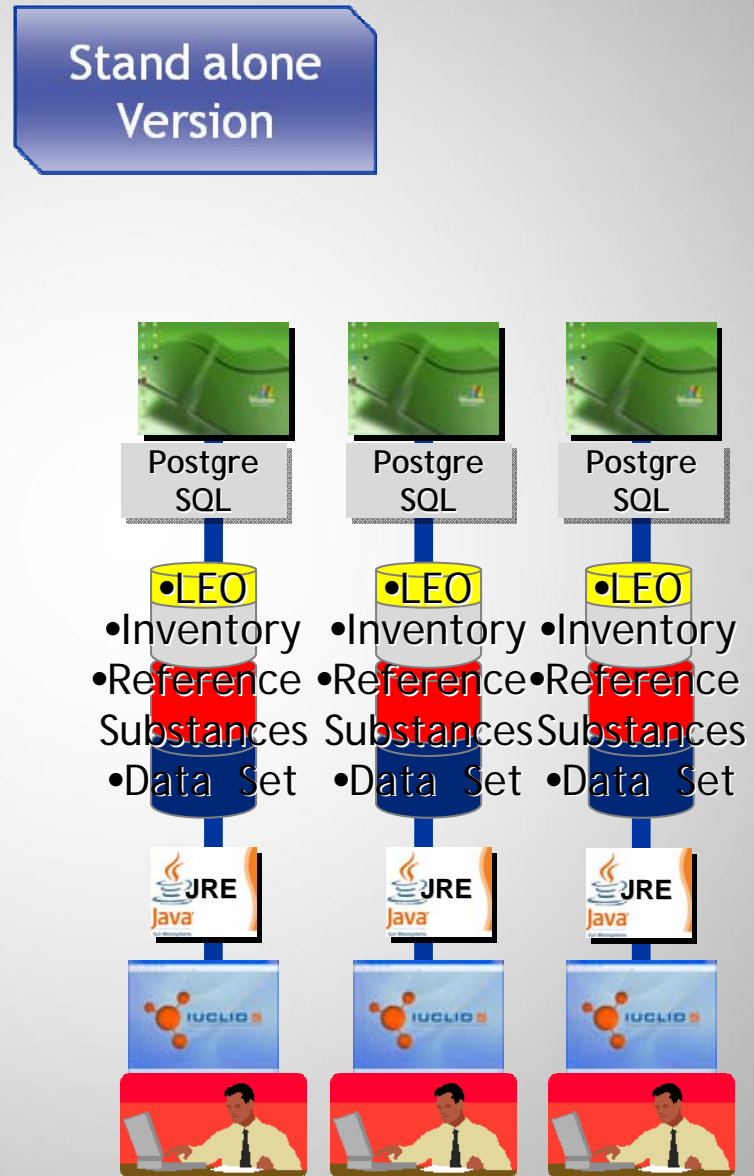 Stand alone
Version
Postgre
SQL
Postgre
SQL
Postgre
SQL
•LEO
•Inventory
•Reference
Substances
•Data Set
•LEO
•Inventory
•Reference
Substances
•Data Set
•LEO
•Inventory
•Reference
Substances
•Data Set
JRE
Java
JRE
Java
JRE
Java
IUCLID 5
IUCLID 5
IUCLID 5